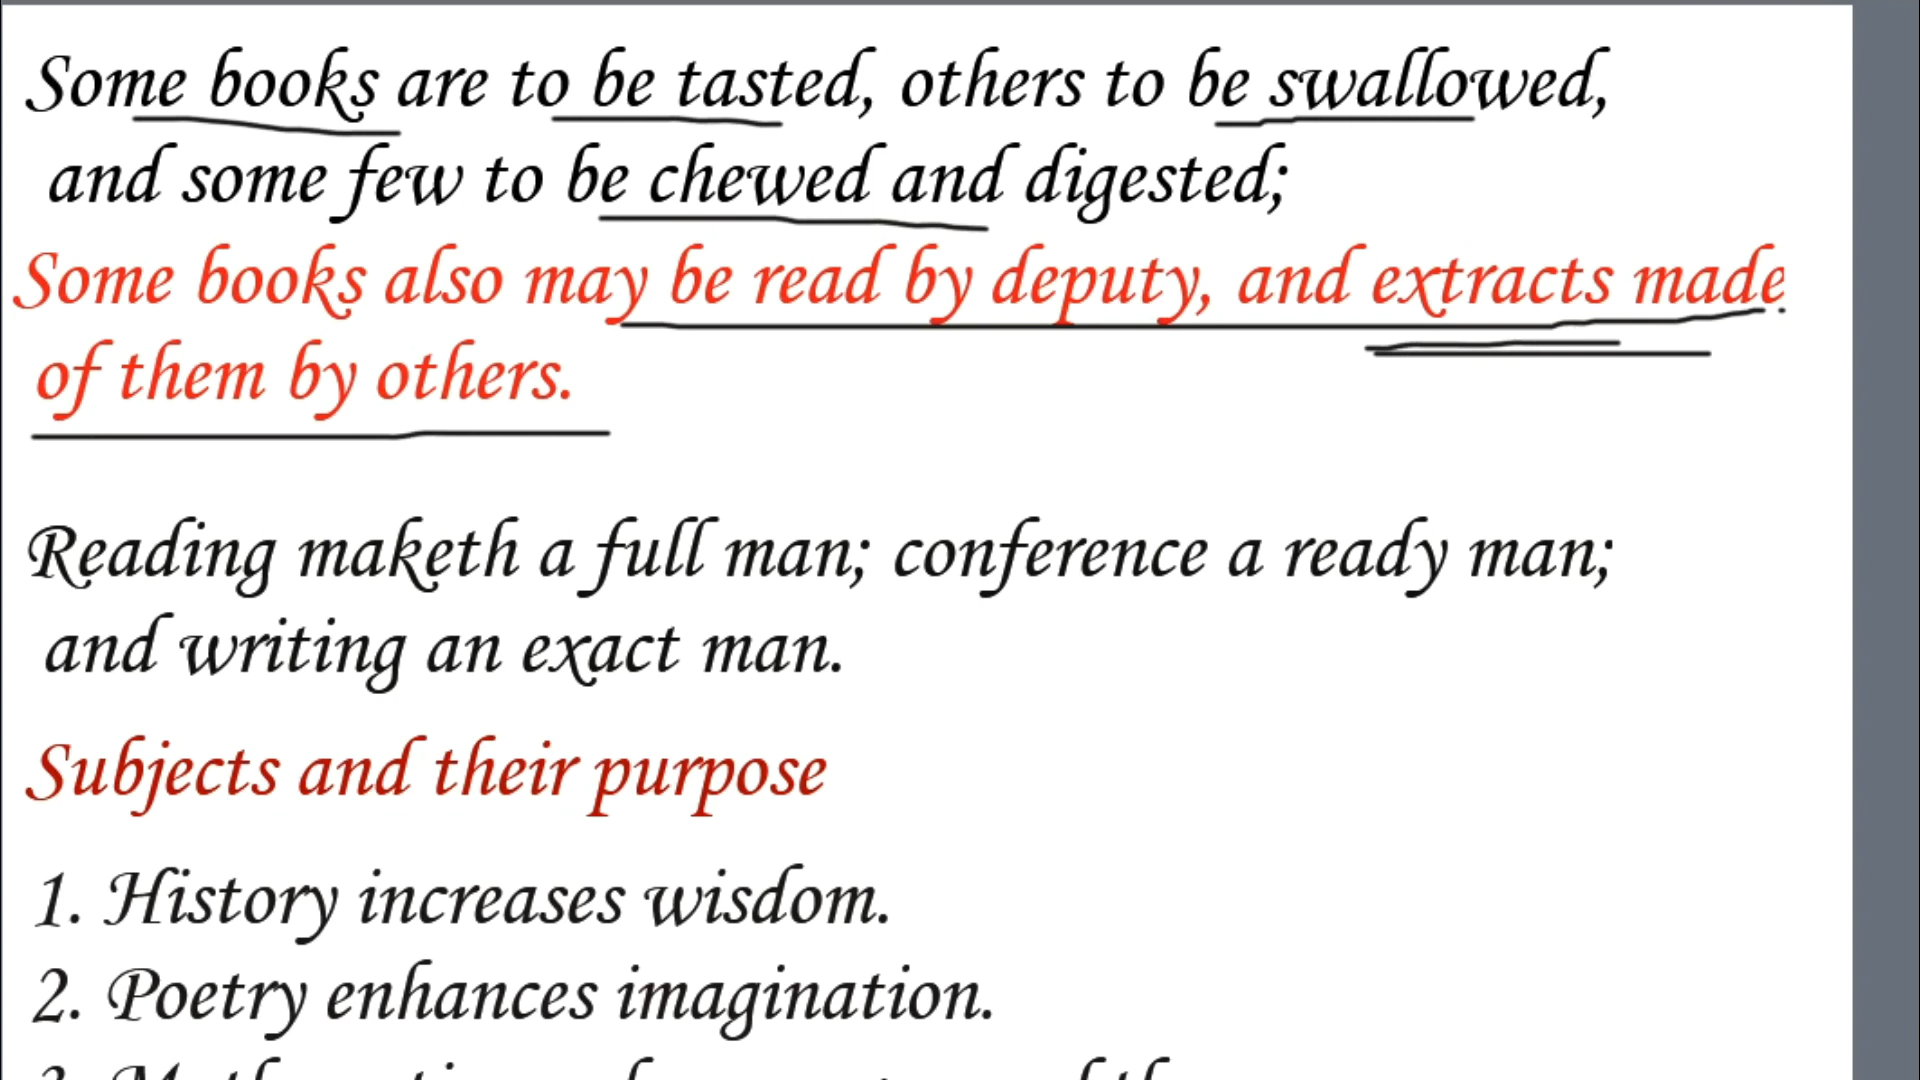 Some books are to be tasted, others to be swallowed,
and some few to be chewed and digested;
Some books also may be read by deputy, and extracts made
of them by others.
Reading maketh a full man; conference a ready man;
and writing an exact man.
Subjects and their purpose
1. History increases wisdom.
2. Poetry enhances imagination.